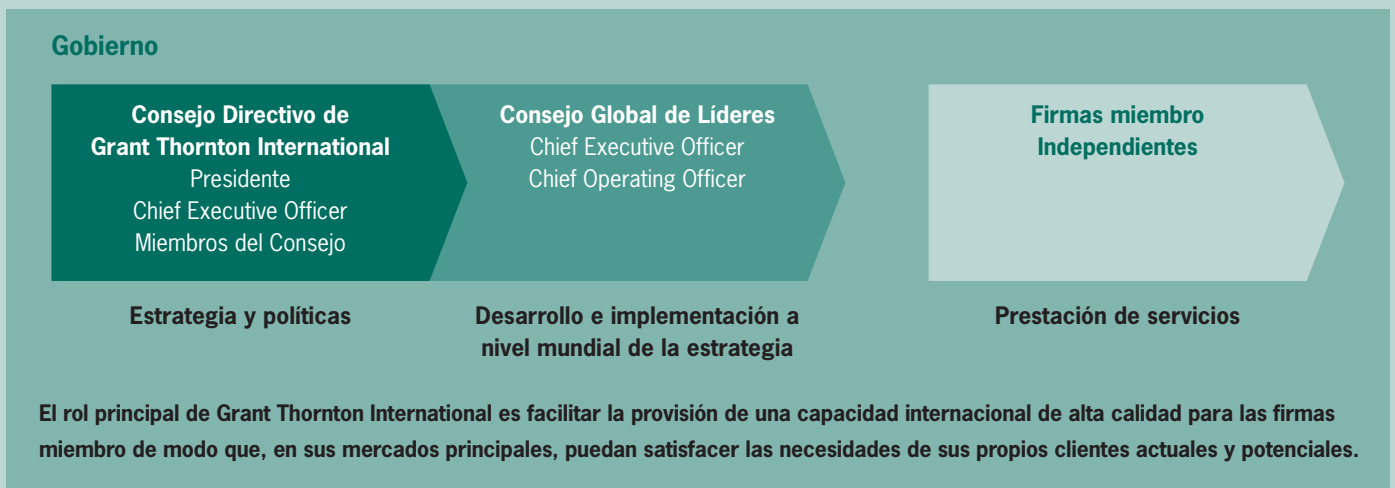 Gobierno
Consejo Directivo de
Grant Thornton International
Presidente
Chief Executive Officer
Miembros del Consejo
Estrategia y políticas
Consejo Global de Líderes
Chief Executive Officer
Chief Operating Officer
Desarrollo e implementación a
nivel mundial de la estrategia
Firmas miembro
Independientes
Prestación de servicios
El rol principal de Grant Thornton International es facilitar la provisión de una capacidad internacional de alta calidad para las firmas
miembro de modo que, en sus mercados principales, puedan satisfacer las necesidades de sus propios clientes actuales y potenciales.